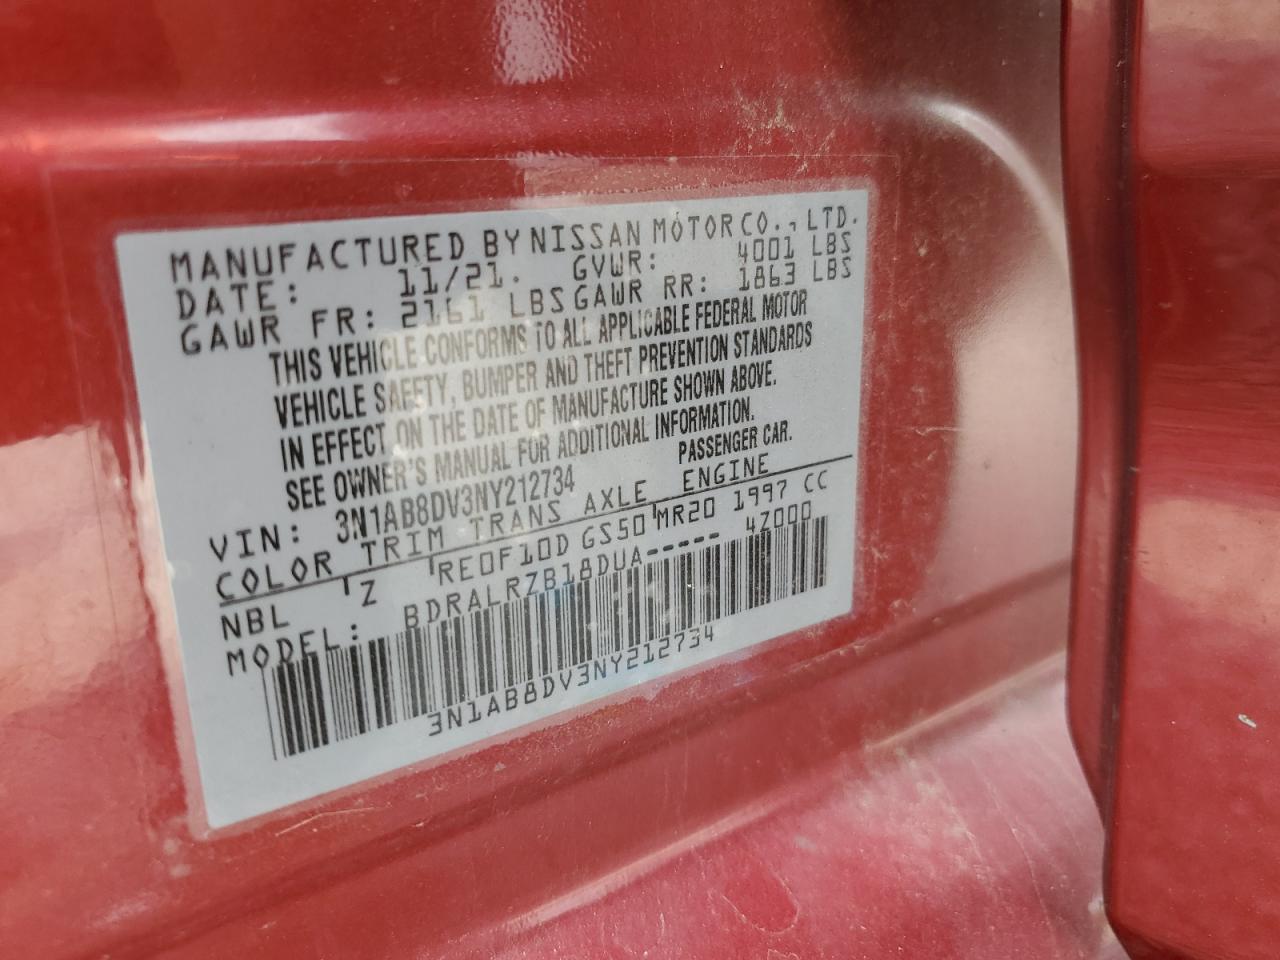 MANUFACTURED BY NISSAN MOTOR CO., LTD.
DATE: 11/21. GVWR: 4001 LBS
GAWR FR: 2161 LBS GAWR RR: 1863 LBS
THIS VEHICLE CONFORMS TO ALL APPLICABLE FEDERAL MOTOR
VEHICLE SAFETY, BUMPER AND THEFT PREVENTION STANDARDS
IN EFFECT ON THE DATE OF MANUFACTURE SHOWN ABOVE.
SEE OWNER'S MANUAL FOR ADDITIONAL INFORMATION.
VIN: 3N1AB8DV3NY212734 PASSENGER CAR.
COLOR TRIM TRANS AXLE ENGINE
NBL Z RE0F10D GS50 MR20 1997 CC
MODEL: BDRALRZB18DUA----- 4Z000
3N1AB8DV3NY212734